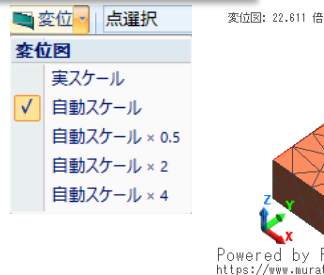 変位 点選択
変位図: 22.611 倍
変位図
実スケール
自動スケール
自動スケール × 0.5
自動スケール × 2
自動スケール × 4
Z
Y
X
Powered by
https://www.mura